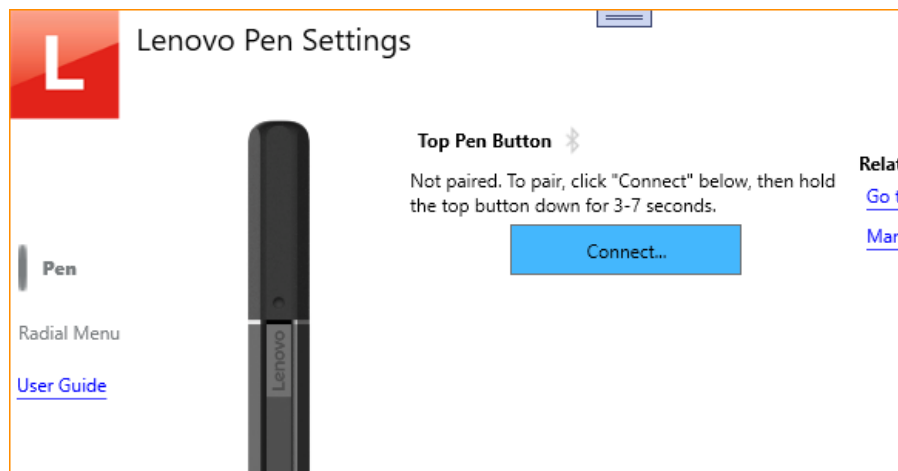 L
Lenovo Pen Settings
Top Pen Button
Not paired. To pair, click "Connect" below, then hold
the top button down for 3-7 seconds.
Connect...
Pen
Radial Menu
User Guide
Lenovo
Go